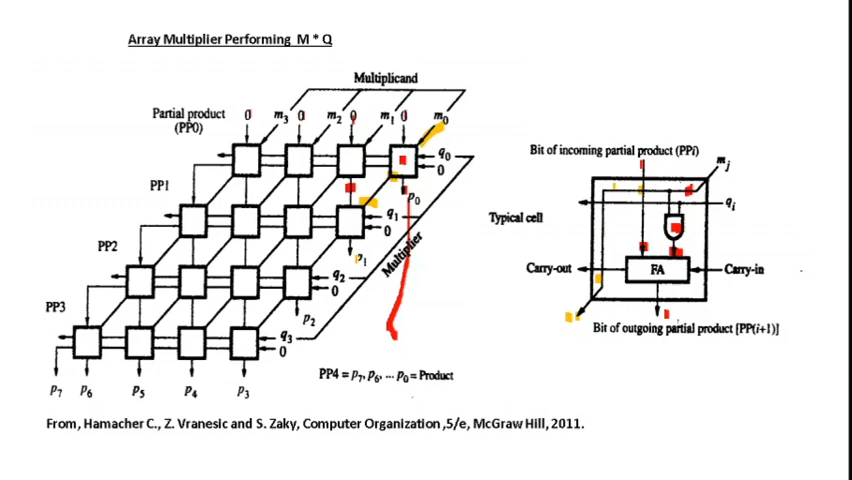 Array Multiplier Performing M * Q
Multiplicand
Partial product
(PP0)
0 m3 0 m2 0 m1 0 m0
q0
0
PP1
p0
q1
0
PP2
p1
Multiplier
q2
0
PP3
p2
q3
0
PP4 = p7, p6, ... p0 = Product
p7 p6 p5 p4 p3
Bit of incoming partial product (PPi)
mj
Typical cell
qi
Carry-out
FA
Carry-in
Bit of outgoing partial product [PP(i+1)]
From, Hamacher C., Z. Vranesic and S. Zaky, Computer Organization ,5/e, McGraw Hill, 2011.